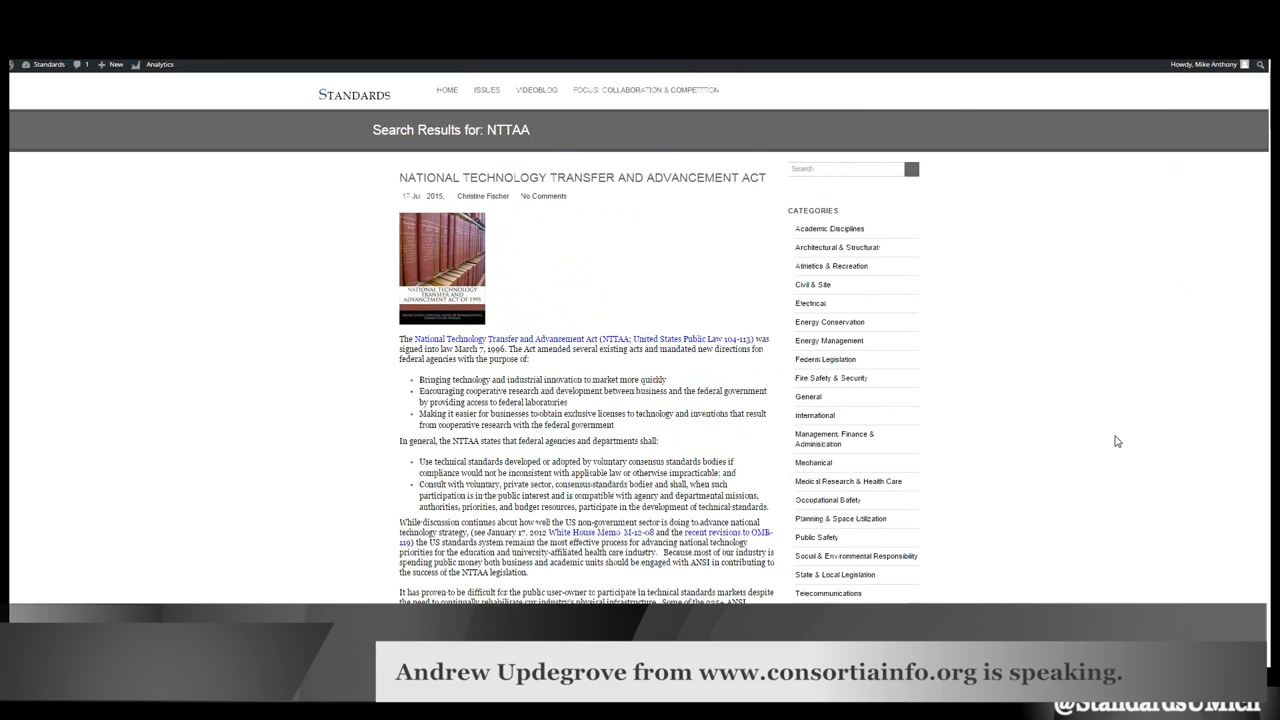 Standards 1 New Analytics Howdy, Mike Anthony
STANDARDS HOME ISSUES VIDEOBLOG FOCUS: COLLABORATION & COMPETITION
Search Results for: NTTAA
NATIONAL TECHNOLOGY TRANSFER AND ADVANCEMENT ACT
17 Jul 2015, Christine Fischer No Comments
NATIONAL TECHNOLOGY
TRANSFER AND
ADVANCEMENT ACT OF 1995
The National Technology Transfer and Advancement Act (NTTAA; United States Public Law 104-113) was
signed into law March 7, 1996. The Act amended several existing acts and mandated new directions for
federal agencies with the purpose of:
• Bringing technology and industrial innovation to market more quickly
• Encouraging cooperative research and development between business and the federal government
by providing access to federal laboratories
• Making it easier for businesses to obtain exclusive licenses to technology and inventions that result
from cooperative research with the federal government
In general, the NTTAA states that federal agencies and departments shall:
• Use technical standards developed or adopted by voluntary consensus standards bodies if
compliance would not be inconsistent with applicable law or otherwise impracticable; and
• Consult with voluntary, private sector, consensus standards bodies and shall, when such
participation is in the public interest and is compatible with agency and departmental missions,
authorities, priorities, and budget resources, participate in the development of technical standards.
While discussion continues about how well the US non-government sector is doing to advance national
technology strategy, (see January 17, 2012 White House Memo M-12-08 and the recent revisions to OMB-
119) the US standards system remains the most effective process for advancing national technology
priorities for the education and university-affiliated health care industry. Because most of our industry is
spending public money both business and academic units should be engaged with ANSI in contributing to
the success of the NTTAA legislation.
It has proven to be difficult for the public user-owner to participate in technical standards markets despite
the need to continually rehabilitate our industry's physical infrastructure. Some of the 225+ ANSI
Search
CATEGORIES
Academic Disciplines
Architectural & Structural
Athletics & Recreation
Civil & Site
Electrical
Energy Conservation
Energy Management
Federal Legislation
Fire Safety & Security
General
International
Management, Finance &
Administration
Mechanical
Medical Research & Health Care
Occupational Safety
Planning & Space Utilization
Public Safety
Social & Environmental Responsibility
State & Local Legislation
Telecommunications
Andrew Updegrove from www.consortiainfo.org is speaking.
@StandardsUMich